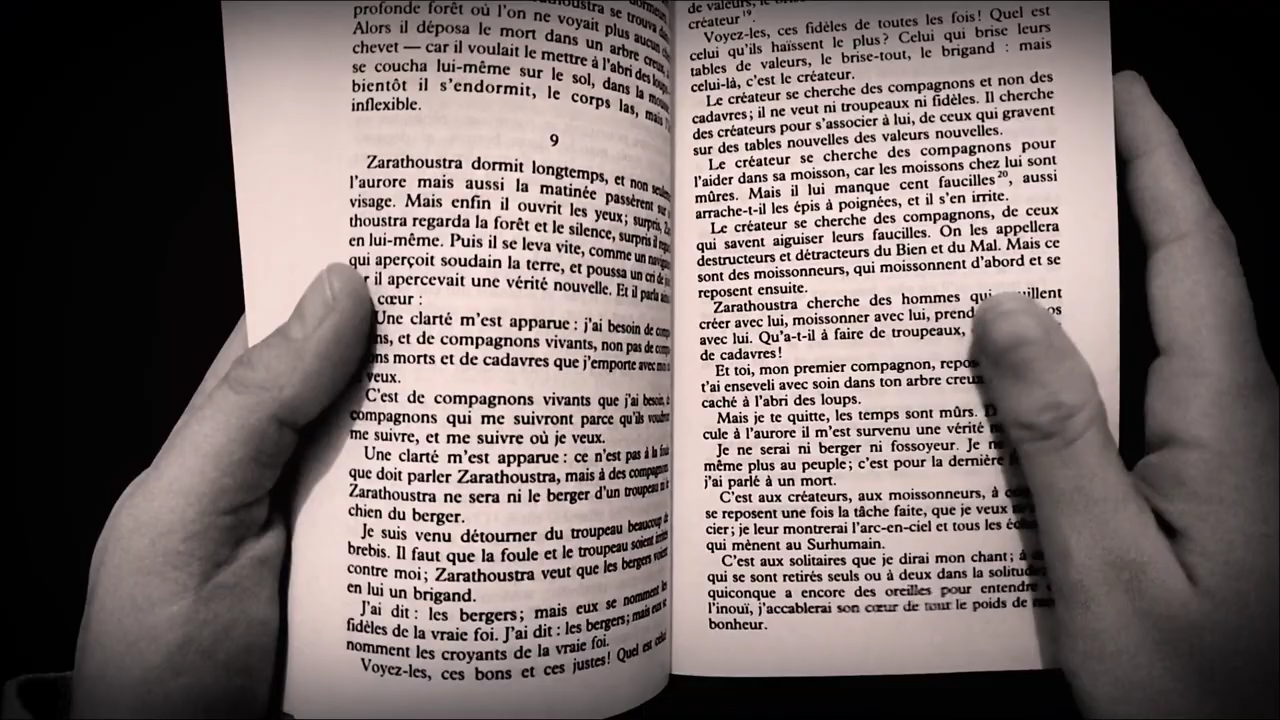 profonde forêt où l'on ne voyait plus aucun
Alors il déposa le mort dans un arbre creux, à
chevet — car il voulait le mettre à l'abri des loups
se coucha lui-même sur le sol, dans la
bientôt il s'endormit, le corps las, mais
inflexible.
9
Zarathoustra dormit longtemps, et non
l'aurore mais aussi la matinée passèrent sur
visage. Mais enfin il ouvrit les yeux; surpris,
thoustra regarda la forêt et le silence, surpris il
en lui-même. Puis il se leva vite, comme un
qui aperçoit soudain la terre, et poussa un cri de
il apercevait une vérité nouvelle. Et il parla
cœur :
Une clarté m'est apparue : j'ai besoin de
et de compagnons vivants, non pas de
morts et de cadavres que j'emporte avec
veux.
C'est de compagnons vivants que j'ai besoin,
compagnons qui me suivront parce qu'ils
me suivre, et me suivre où je veux.
Une clarté m'est apparue : ce n'est pas à la
que doit parler Zarathoustra, mais à des
Zarathoustra ne sera ni le berger d'un troupeau ni le
chien du berger.
Je suis venu détourner du troupeau beaucoup de
brebis. Il faut que la foule et le troupeau soient
contre moi; Zarathoustra veut que les bergers voient
en lui un brigand.
J'ai dit : les bergers; mais eux se nomment les
fidèles de la vraie foi. J'ai dit : les bergers; mais eux se
nomment les croyants de la vraie foi.
Voyez-les, ces bons et ces justes! Quel est celui
de valeurs, le
créateur 19.
Voyez-les, ces fidèles de toutes les fois! Quel est
celui qu'ils haïssent le plus? Celui qui brise leurs
tables de valeurs, le brise-tout, le brigand : mais
celui-là, c'est le créateur.
Le créateur se cherche des compagnons et non des
cadavres; il ne veut ni troupeaux ni fidèles. Il cherche
des créateurs pour s'associer à lui, de ceux qui gravent
sur des tables nouvelles des valeurs nouvelles.
Le créateur se cherche des compagnons pour
l'aider dans sa moisson, car les moissons chez lui sont
mûres. Mais il lui manque cent faucilles 20, aussi
arrache-t-il les épis à poignées, et il s'en irrite.
Le créateur se cherche des compagnons, de ceux
qui savent aiguiser leurs faucilles. On les appellera
destructeurs et détracteurs du Bien et du Mal. Mais ce
sont des moissonneurs, qui moissonnent d'abord et se
reposent ensuite.
Zarathoustra cherche des hommes
créer avec lui, moissonner avec lui,
avec lui. Qu'a-t-il à faire de troupeaux,
de cadavres!
Et toi, mon premier compagnon,
t'ai enseveli avec soin dans ton arbre creux
caché à l'abri des loups.
Mais je te quitte, les temps sont mûrs.
cule à l'aurore il m'est survenu une vérité
Je ne serai ni berger ni fossoyeur. Je
même plus au peuple; c'est pour la dernière
j'ai parlé à un mort.
C'est aux créateurs, aux moissonneurs, à
se reposent une fois la tâche faite, que je veux
cier; je leur montrerai l'arc-en-ciel et tous les
qui mènent au Surhumain.
C'est aux solitaires que je dirai mon chant; à
qui se sont retirés seuls ou à deux dans la solitude
quiconque a encore des oreilles pour entendre
l'inouï, j'accablerai son cœur de tout le poids de
bonheur.